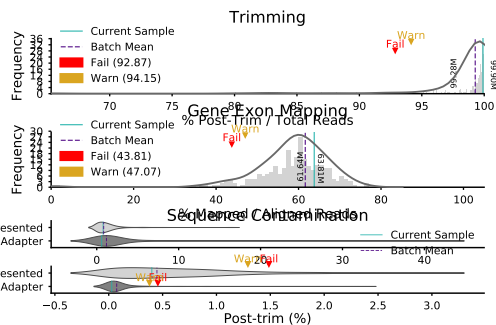 Trimming
Current Sample
Batch Mean
Fail (92.87)
Warn (94.15)
Warn
Fail
Frequency
36
32
28
24
20
16
12
8
4
0
99.28M
99.90M
70 75 80 85 90 95 100
% Post-Trim / Total Reads
Gene Exon Mapping
Current Sample
Batch Mean
Fail (43.81)
Warn (47.07)
Warn
Fail
Frequency
30
27
24
21
18
15
12
9
6
3
0
61.64M
63.81M
0 20 40 60 80 100
% Mapped / Aligned Reads
Sequence Contamination
esented
Adapter
Current Sample
Batch Mean
0 10 20 30 40
Warn
Fail
esented
Adapter
Warn
Fail
−0.5 0.0 0.5 1.0 1.5 2.0 2.5 3.0
Post-trim (%)